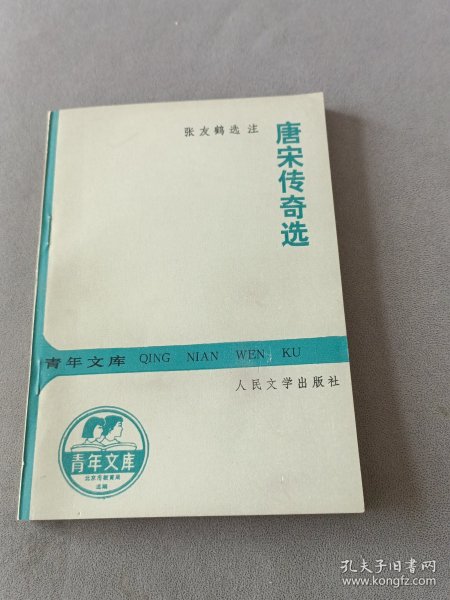 张友鹤选注
唐宋传奇选
青年文库 QING NIAN WEN KU
人民文学出版社
青年文库
选编
孔夫子旧书网
www.kongfz.com